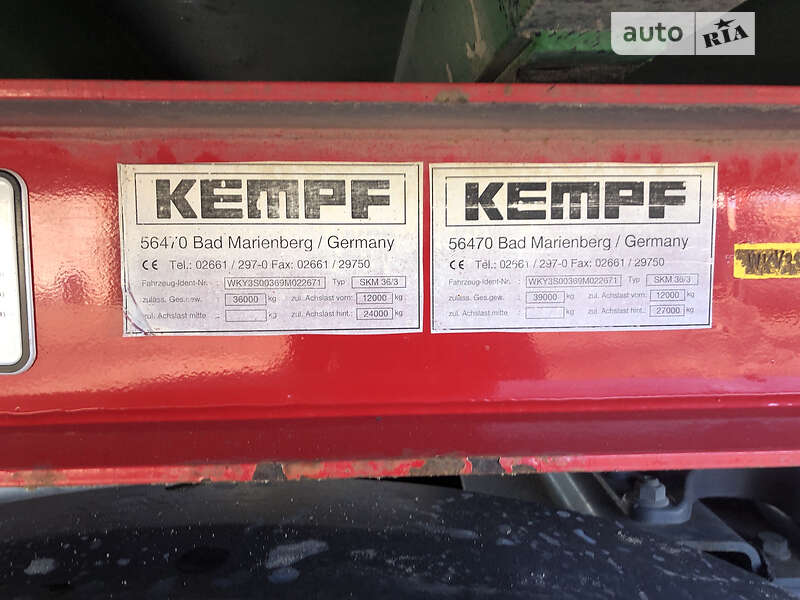 auto RIA
KEMPF
56470 Bad Marienberg / Germany
CE Tel.: 02661 / 297-0 Fax: 02661 / 29750
Fahrzeug-Ident-Nr. : WKY3S00369M022671 Typ SKM 36/3
zuläss. Ges.gew. : 36000 kg zul. Achslast vorn: 12000 kg
zul. Achslast mitte : kg zul. Achslast hint.: 24000 kg
KEMPF
56470 Bad Marienberg / Germany
CE Tel.: 02661 / 297-0 Fax: 02661 / 29750
Fahrzeug-Ident-Nr.: WKY3S00369M022671 Typ SKM 36/3
zuläss. Ges.gew. : 39000 kg zul. Achslast vorn: 12000 kg
zul. Achslast mitte : kg zul. Achslast hint.: 27000 kg